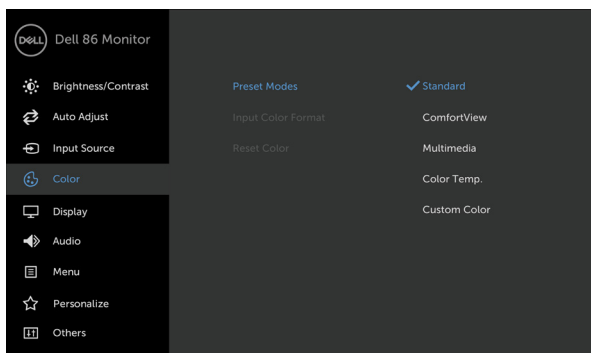 DELL Dell 86 Monitor
Brightness/Contrast
Auto Adjust
Input Source
Color
Display
Audio
Menu
Personalize
Others
Preset Modes
Input Color Format
Reset Color
Standard
ComfortView
Multimedia
Color Temp.
Custom Color